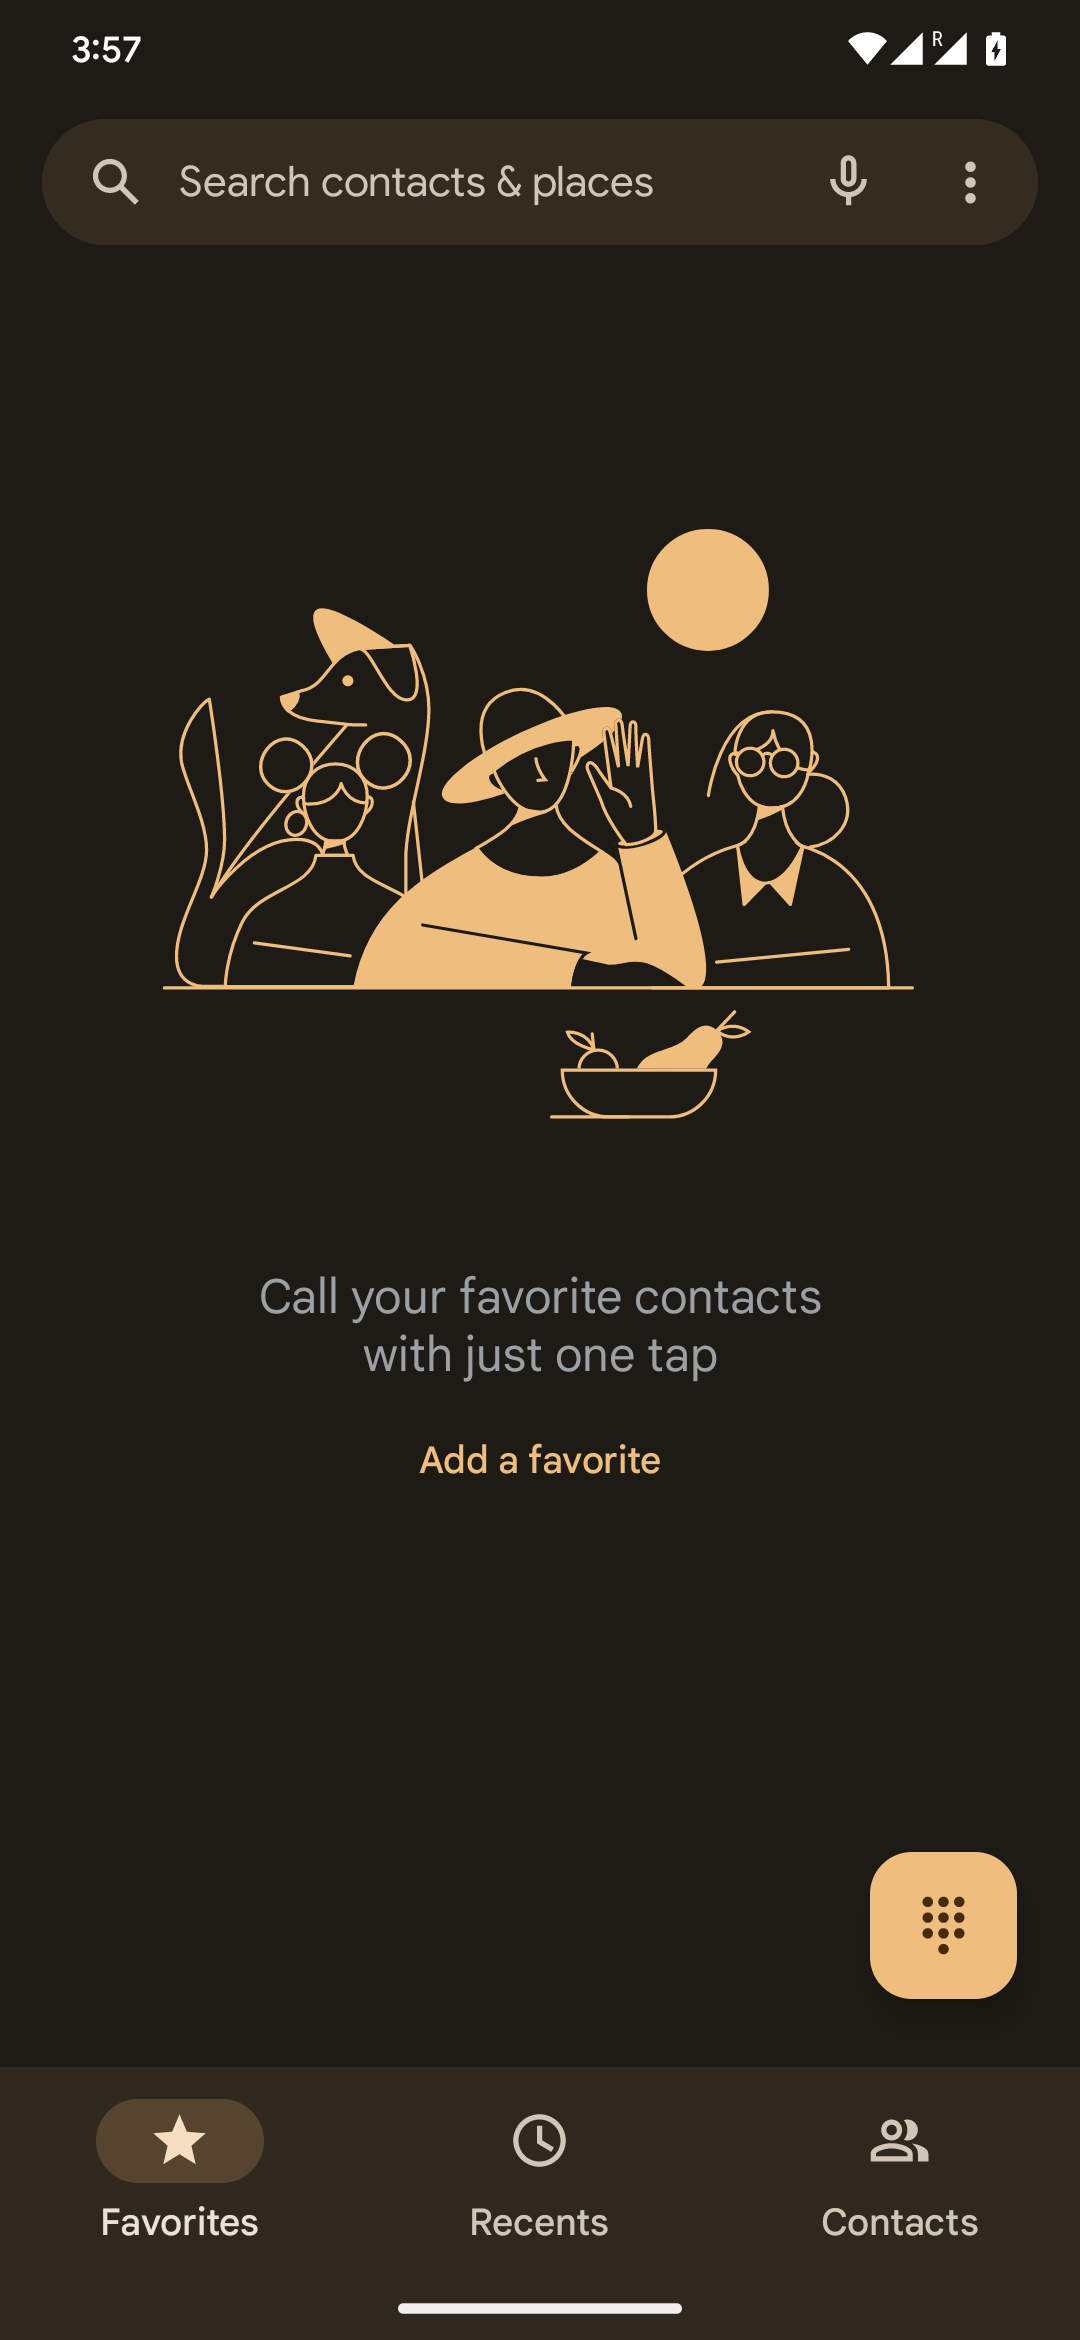 3:57
R
Search contacts & places
Call your favorite contacts
with just one tap
Add a favorite
Favorites
Recents
Contacts